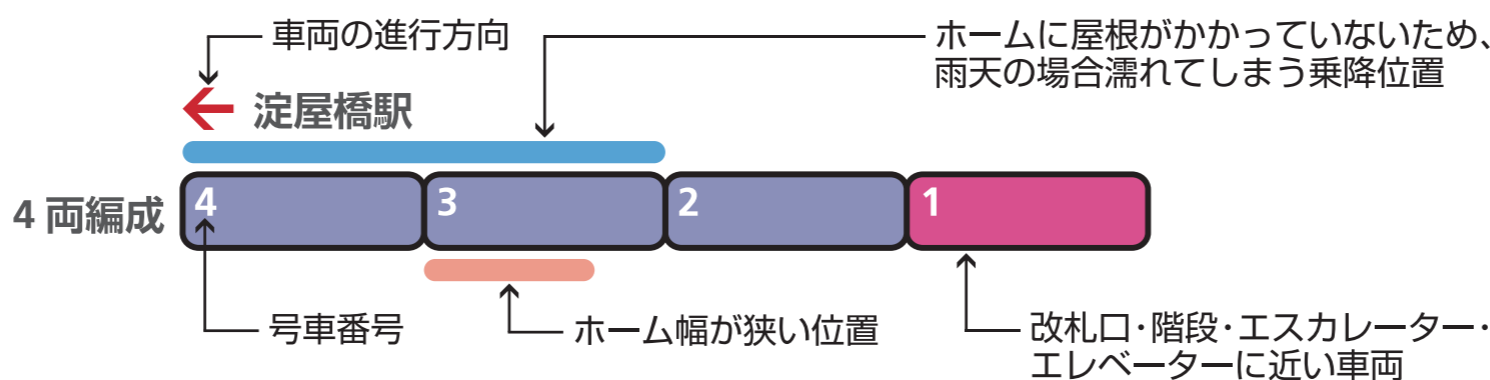 車両の進行方向
ホームに屋根がかかっていないため、
雨天の場合濡れてしまう乗降位置
淀屋橋駅
4両編成
4
3
2
1
号車番号
ホーム幅が狭い位置
改札口・階段・エスカレーター・
エレベーターに近い車両